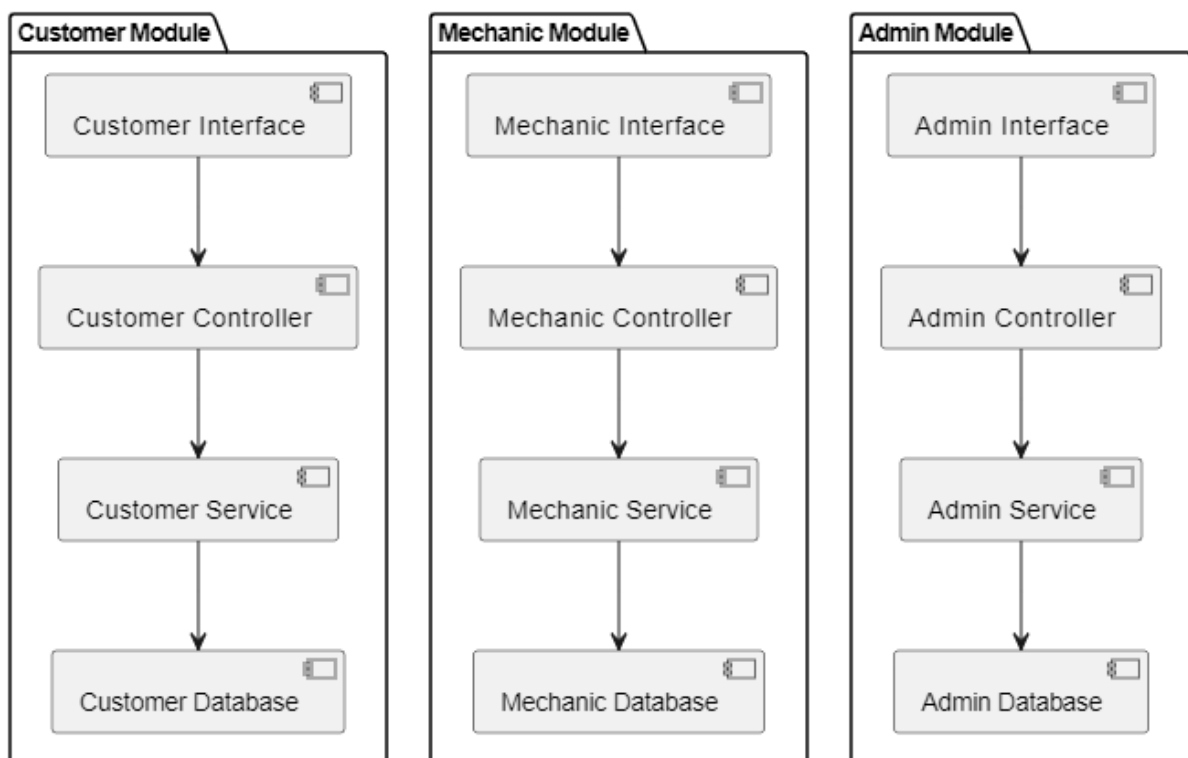 Customer Module
Mechanic Module
Admin Module
Customer Interface
Mechanic Interface
Admin Interface
Customer Controller
Mechanic Controller
Admin Controller
Customer Service
Mechanic Service
Admin Service
Customer Database
Mechanic Database
Admin Database